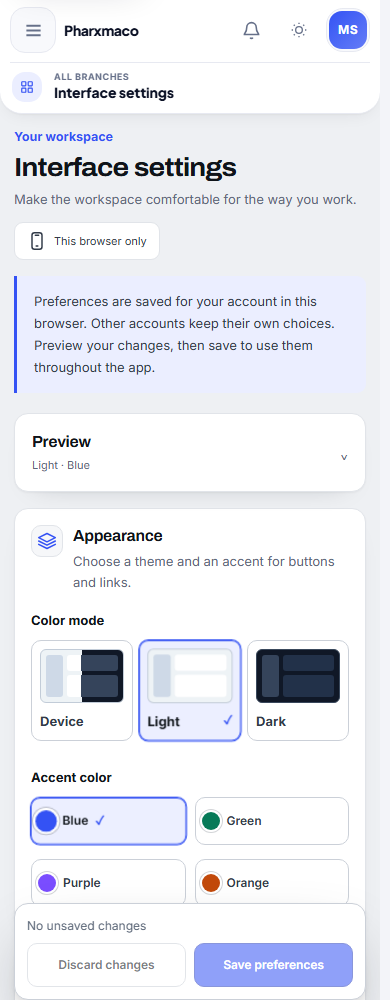 Pharxmaco
MS
ALL BRANCHES
Interface settings
Your workspace
Interface settings
Make the workspace comfortable for the way you work.
This browser only
Preferences are saved for your account in this
browser. Other accounts keep their own choices.
Preview your changes, then save to use them
throughout the app.
Preview
Light · Blue
Appearance
Choose a theme and an accent for buttons
and links.
Color mode
Device
Light
Dark
Accent color
Blue
Green
Purple
Orange
No unsaved changes
Discard changes
Save preferences